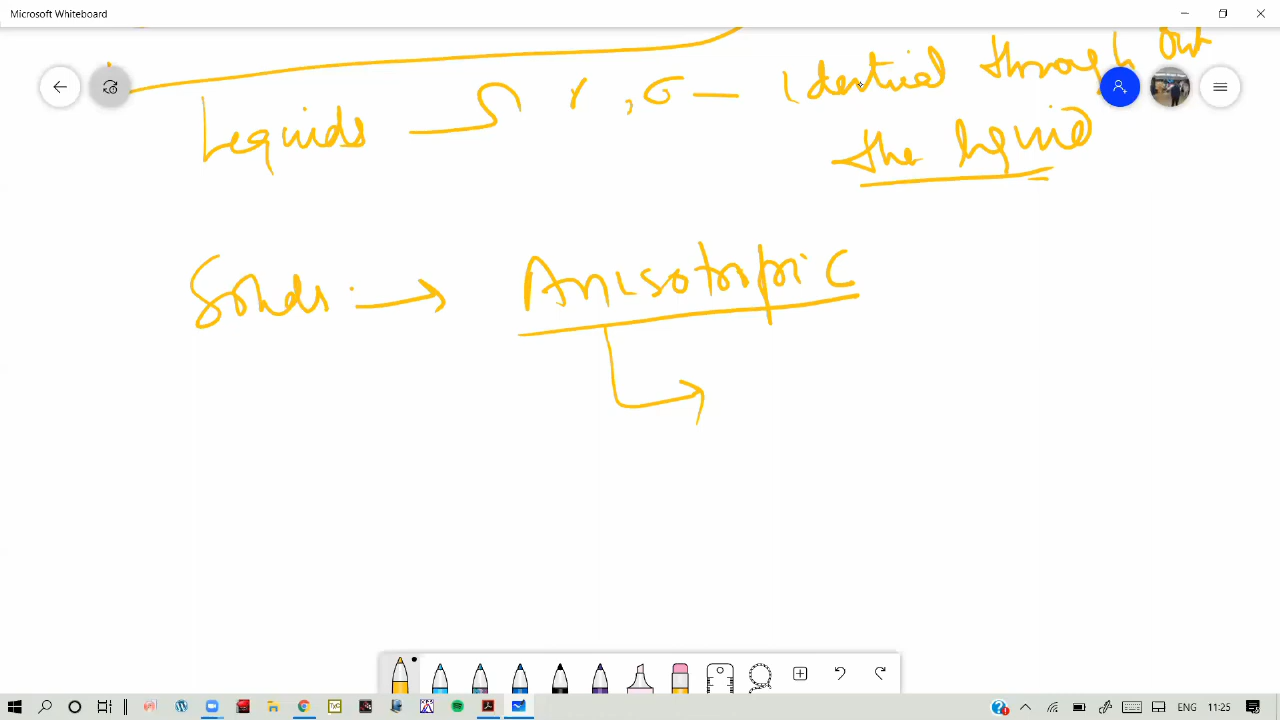 Microsoft Whiteboard
Liquids γ, σ — Identical through out
the liquid
Solids → Anisotropic
ENG 11:25